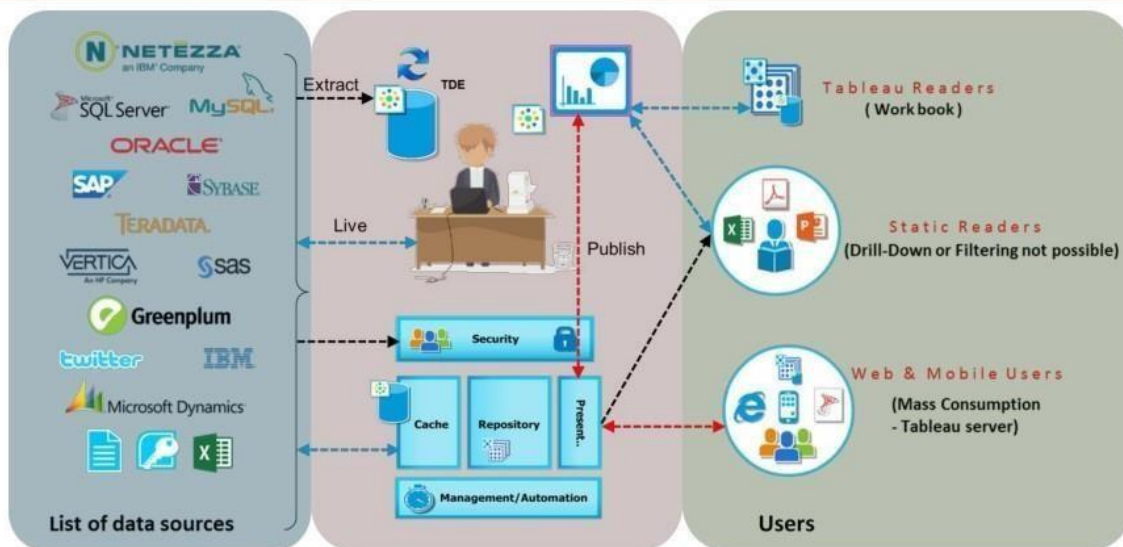 NETEZZA
an IBM® Company
Microsoft®
SQL Server®
MySQL®
ORACLE®
SAP
SYBASE
TERADATA.
VERTICA
An HP Company
sas
Greenplum
twitter
IBM
Microsoft Dynamics®
List of data sources
Extract
TDE
Live
Publish
Security
Cache
Repository
Present..
Management/Automation
Tableau Readers
( Workbook )
Static Readers
(Drill-Down or Filtering not possible)
Web & Mobile Users
(Mass Consumption
- Tableau server)
Users